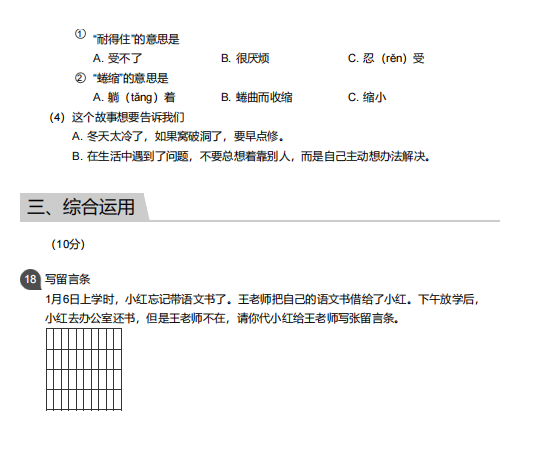 ① “耐得住”的意思是
A. 受不了 B. 很厌烦 C. 忍（rěn）受
② “蜷缩”的意思是
A. 躺（tāng）着 B. 蜷曲而收缩 C. 缩小
（4）这个故事想要告诉我们
A. 冬天太冷了，如果窝破洞了，要早点修。
B. 在生活中遇到了问题，不要总想着靠别人，而是自己主动想办法解决。
三、综合运用
（10分）
18 写留言条
1月6日上学时，小红忘记带语文书了。王老师把自己的语文书借给了小红。下午放学后，
小红去办公室还书，但是王老师不在，请你代小红给王老师写张留言条。